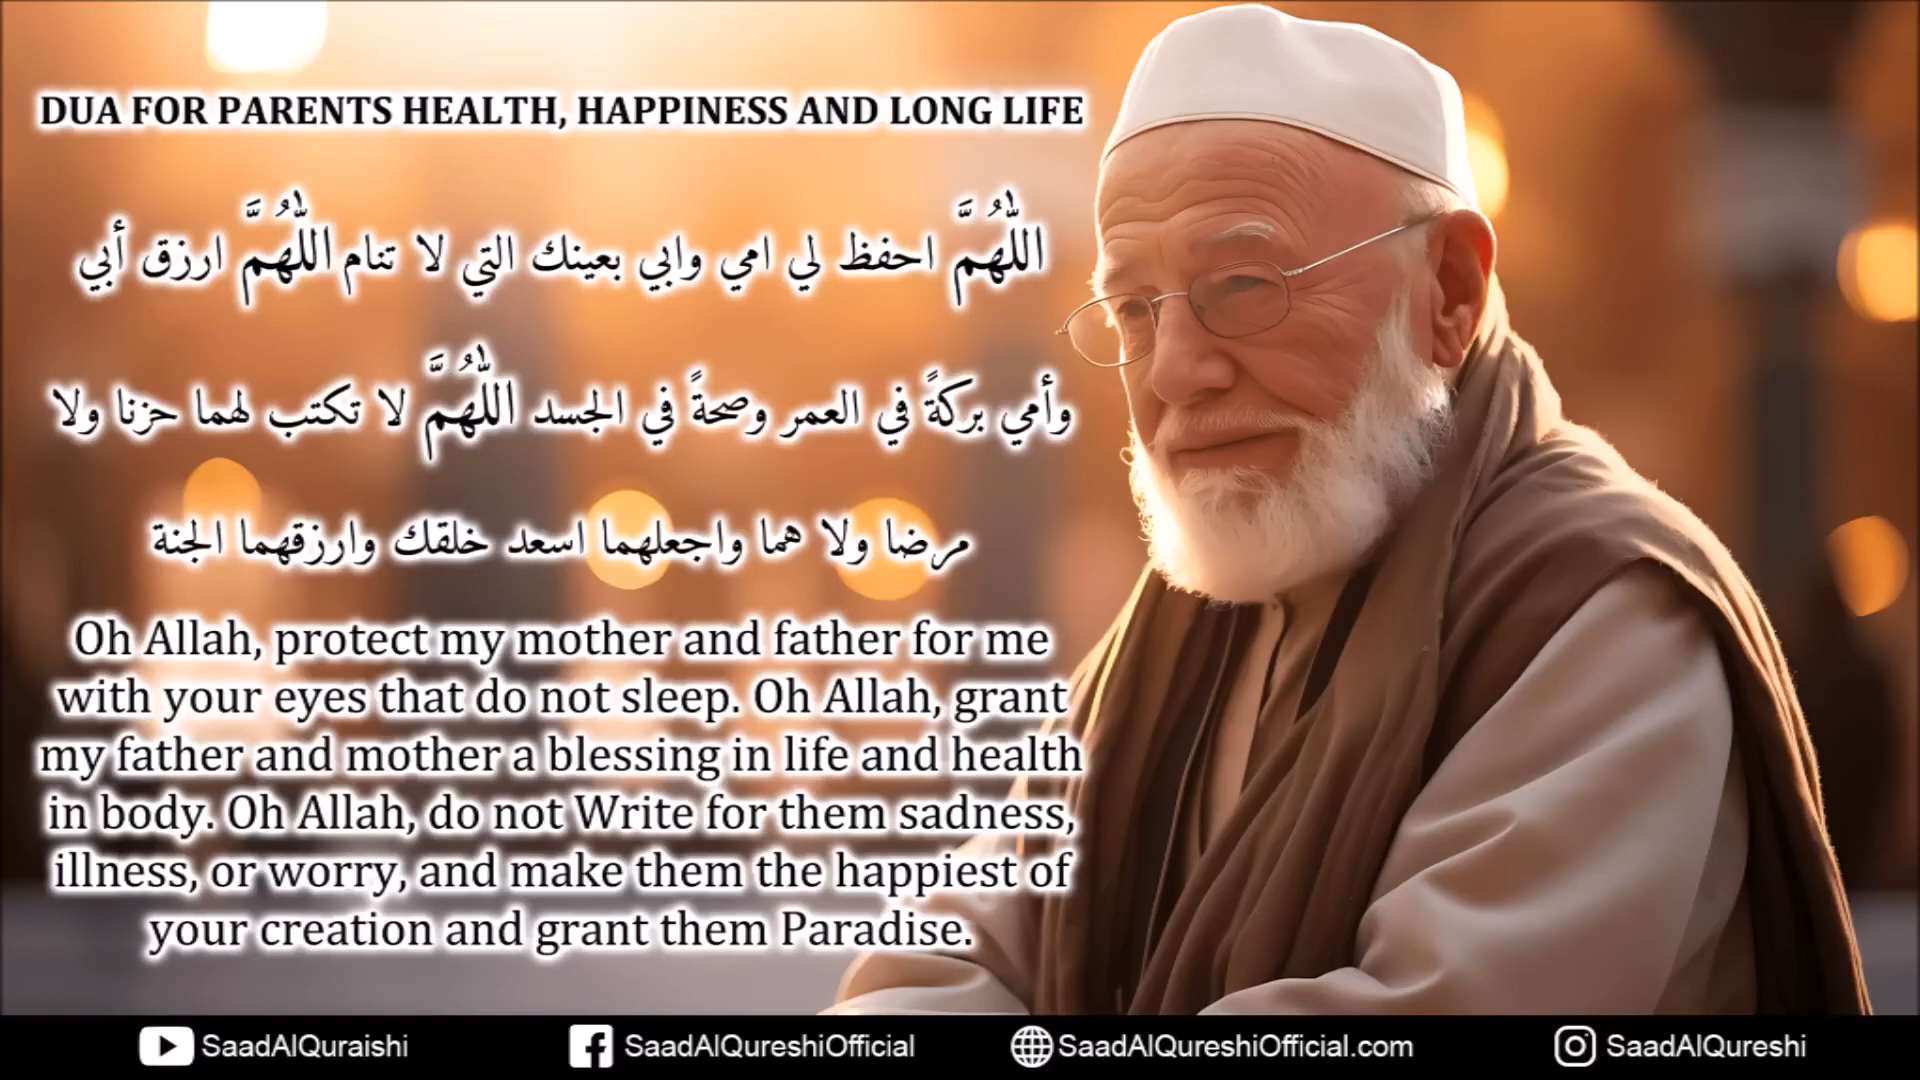 DUA FOR PARENTS HEALTH, HAPPINESS AND LONG LIFE
اللّٰهُمَّ احفظ لي امي وابي بعينك التي لا تنام اللّٰهُمَّ ارزق أبي
وأمي بركةً في العمر وصحةً في الجسد اللّٰهُمَّ لا تكتب لهما حزنا ولا
مرضا ولا هما واجعلهما اسعد خلقك وارزقهما الجنة
Oh Allah, protect my mother and father for me
with your eyes that do not sleep. Oh Allah, grant
my father and mother a blessing in life and health
in body. Oh Allah, do not Write for them sadness,
illness, or worry, and make them the happiest of
your creation and grant them Paradise.
SaadAlQuraishi SaadAlQureshiOfficial SaadAlQureshiOfficial.com SaadAlQureshi